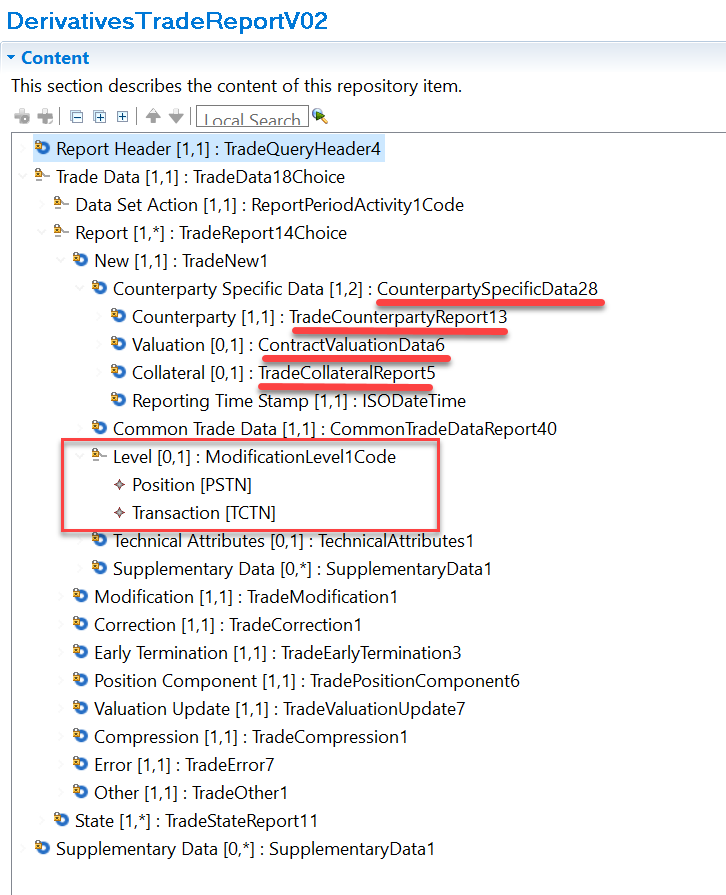 DerivativesTradeReportV02
Content
This section describes the content of this repository item.
Local Search
Report Header [1,1] : TradeQueryHeader4
Trade Data [1,1] : TradeData18Choice
Data Set Action [1,1] : ReportPeriodActivity1Code
Report [1,*] : TradeReport14Choice
New [1,1] : TradeNew1
Counterparty Specific Data [1,2] : CounterpartySpecificData28
Counterparty [1,1] : TradeCounterpartyReport13
Valuation [0,1] : ContractValuationData6
Collateral [0,1] : TradeCollateralReport5
Reporting Time Stamp [1,1] : ISODateTime
Common Trade Data [1,1] : CommonTradeDataReport40
Level [0,1] : ModificationLevel1Code
Position [PSTN]
Transaction [TCTN]
Technical Attributes [0,1] : TechnicalAttributes1
Supplementary Data [0,*] : SupplementaryData1
Modification [1,1] : TradeModification1
Correction [1,1] : TradeCorrection1
Early Termination [1,1] : TradeEarlyTermination3
Position Component [1,1] : TradePositionComponent6
Valuation Update [1,1] : TradeValuationUpdate7
Compression [1,1] : TradeCompression1
Error [1,1] : TradeError7
Other [1,1] : TradeOther1
State [1,*] : TradeStateReport11
Supplementary Data [0,*] : SupplementaryData1